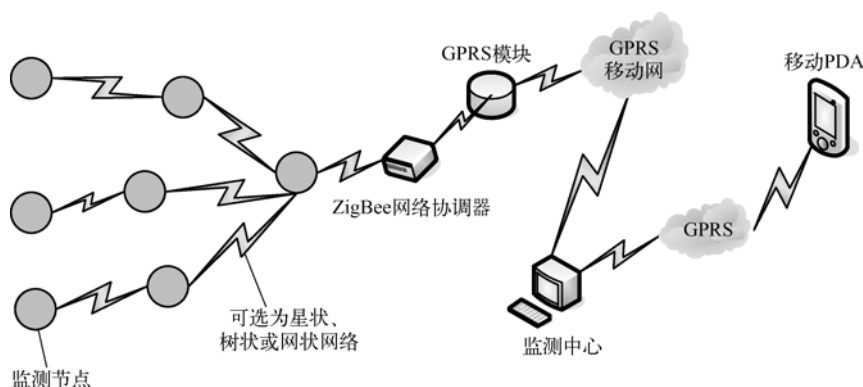 GPRS模块
GPRS
移动网
移动PDA
ZigBee网络协调器
GPRS
可选为星状、
树状或网状网络
监测中心
监测节点